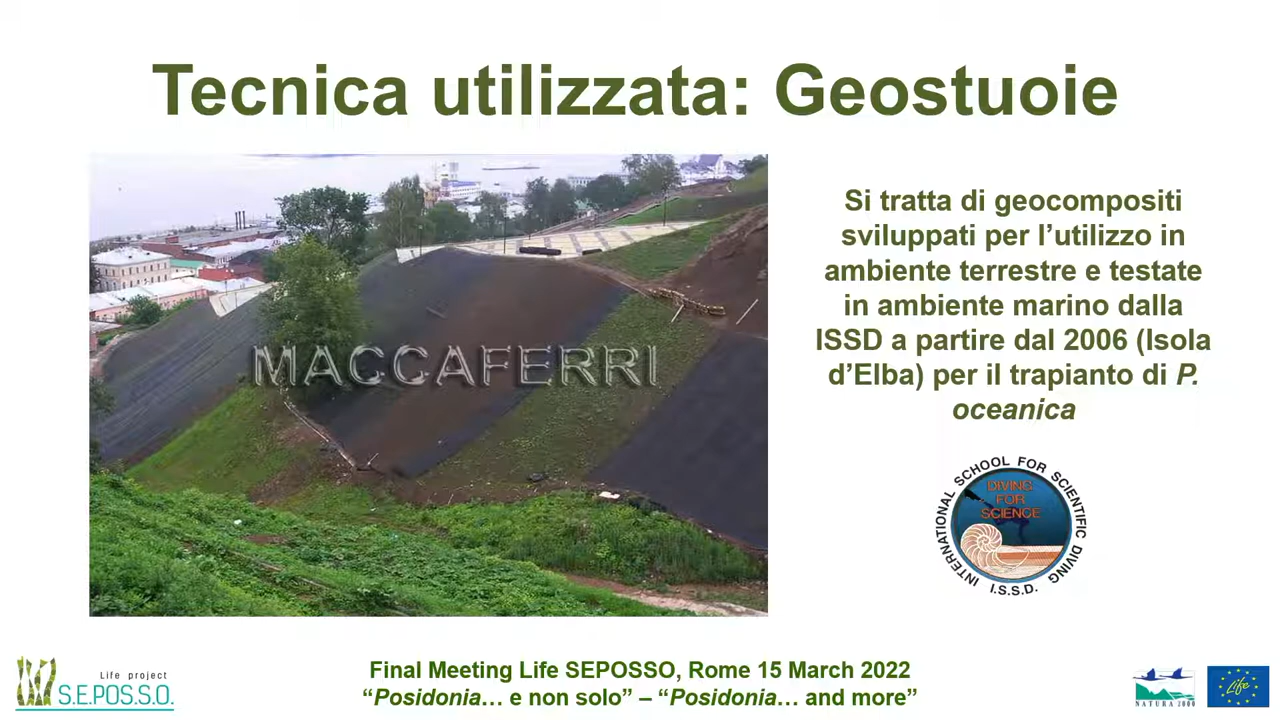 Tecnica utilizzata: Geostuoie
MACCAFERRI
Si tratta di geocompositi
sviluppati per l’utilizzo in
ambiente terrestre e testate
in ambiente marino dalla
ISSD a partire dal 2006 (Isola
d’Elba) per il trapianto di P.
oceanica
INTERNATIONAL SCHOOL FOR SCIENTIFIC DIVING
DIVING
FOR
SCIENCE
I.S.S.D.
Life project
S.E.POS.S.O.
Final Meeting Life SEPOSSO, Rome 15 March 2022
“Posidonia… e non solo” – “Posidonia… and more”
NATURA 2000
Life